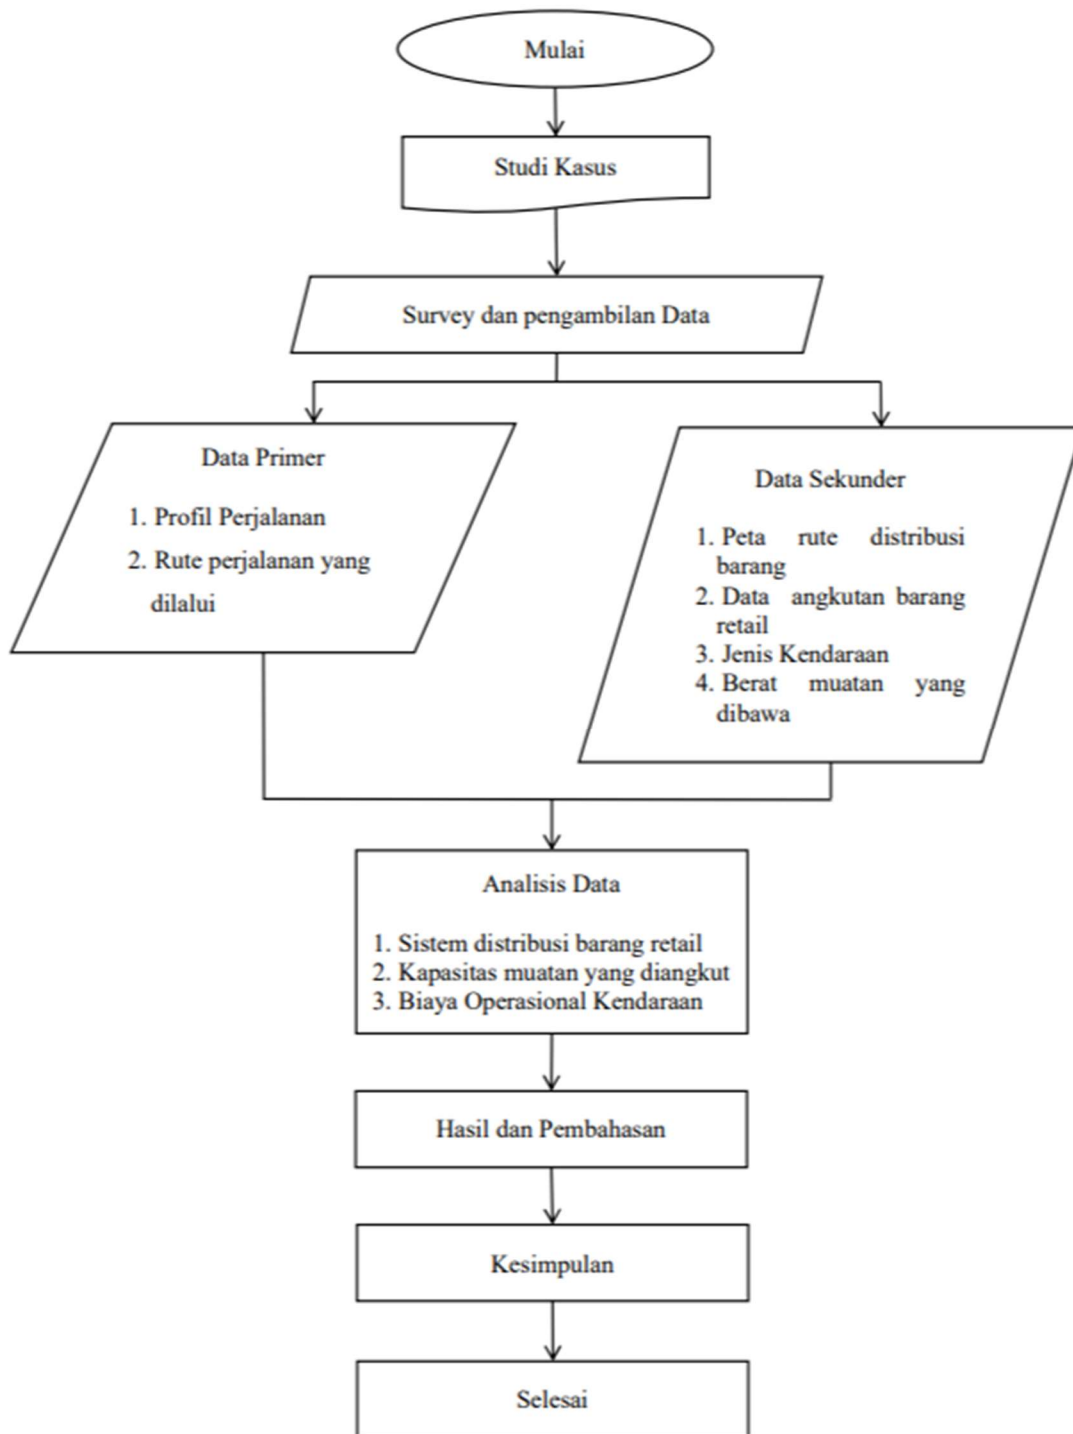 Mulai
Studi Kasus
Survey dan pengambilan Data
Data Primer
1. Profil Perjalanan
2. Rute perjalanan yang
dilalui
Data Sekunder
1. Peta rute distribusi
barang
2. Data angkutan barang
retail
3. Jenis Kendaraan
4. Berat muatan yang
dibawa
Analisis Data
1. Sistem distribusi barang retail
2. Kapasitas muatan yang diangkut
3. Biaya Operasional Kendaraan
Hasil dan Pembahasan
Kesimpulan
Selesai